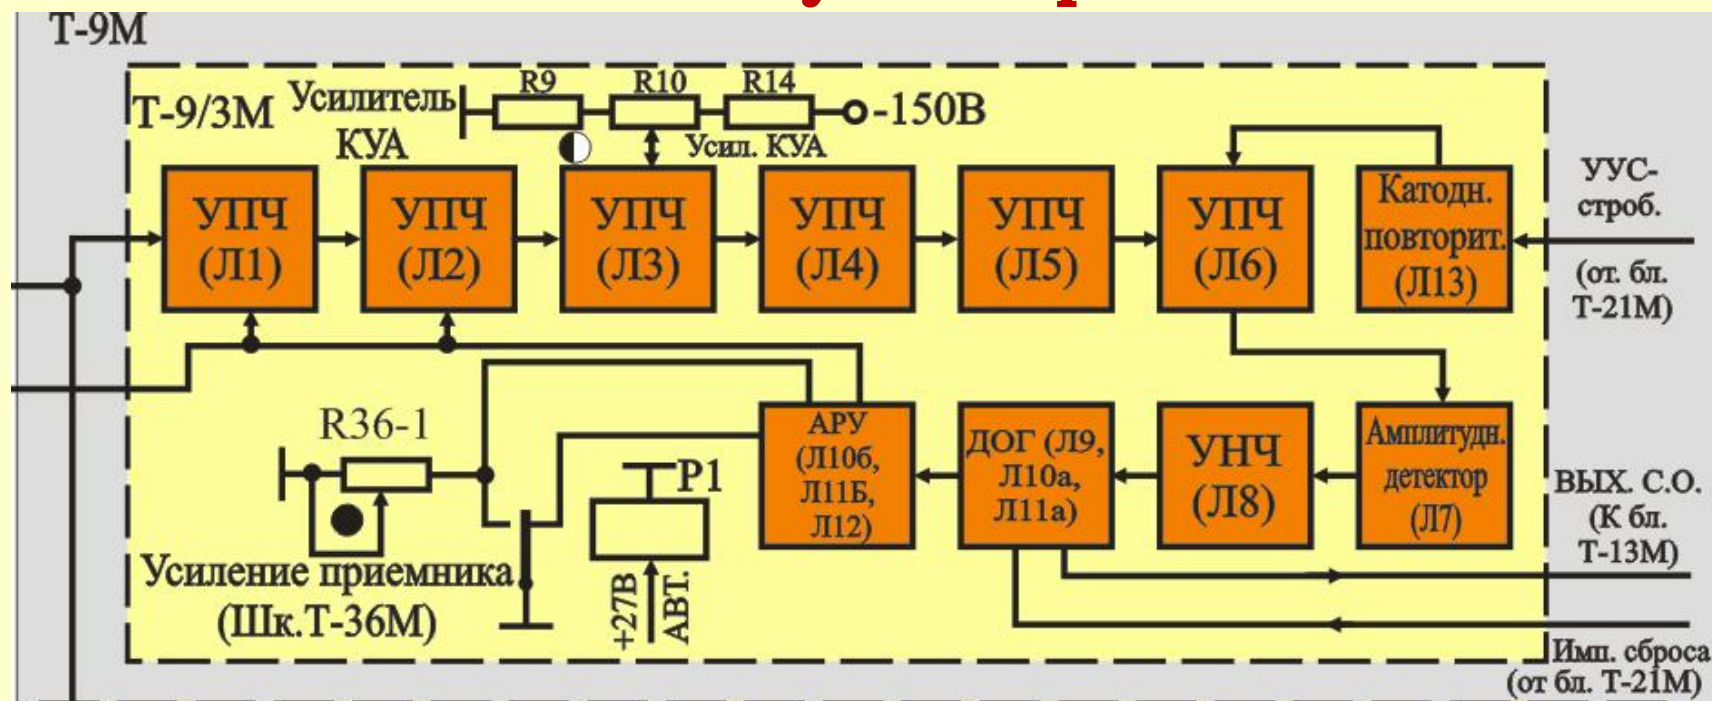 Т-9М
Т-9/3М
Усилитель
КУА
R9
R10
R14
-150В
Усил. КУА
УПЧ
(Л1)
УПЧ
(Л2)
УПЧ
(Л3)
УПЧ
(Л4)
УПЧ
(Л5)
УПЧ
(Л6)
Катодн.
повторит.
(Л13)
УУС-
строб.
(от. бл.
Т-21М)
R36-1
Усиление приемника
(Шк.Т-36М)
Р1
+27В
АВТ.
АРУ
(Л10б,
Л11Б,
Л12)
ДОГ (Л9,
Л10а,
Л11а)
УНЧ
(Л8)
Амплитудн.
детектор
(Л7)
ВЫХ. С.О.
(К бл.
Т-13М)
Имп. сброса
(от бл. Т-21М)